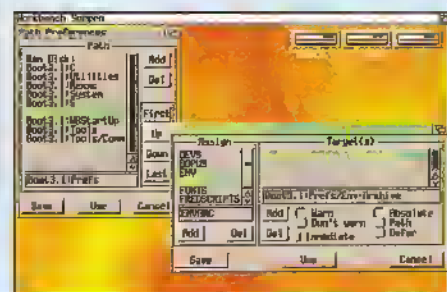 Workbench Screen
Path Preferences
Path
Ram Disk:
Boot3.1:C
Boot3.1:Utilities
Boot3.1:Rexxc
Boot3.1:System
Boot3.1:S
Boot3.1:WBStartUp
Boot3.1:Tools
Boot3.1:Tools/Comm
Boot3.1:Prefs
Add
Del
First
Up
Down
Last
Save
Use
Cancel
Assign
DEVS
DOPUS
ENV
FONTS
FREDSCRIPTS
ENVARC
Add
Del
Target(s)
Boot3.1:Prefs/Env-Archive
Add
Del
Warn
Don't warn
Immediate
Absolute
Path
Defer
Save
Use
Cancel